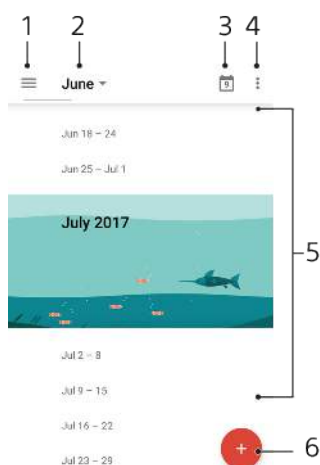 1 2 3 4
June 9
Jun 18 – 24
Jun 25 – Jul 1
July 2017
5
Jul 2 – 8
Jul 9 – 15
Jul 16 – 22
+ 6
Jul 23 – 29